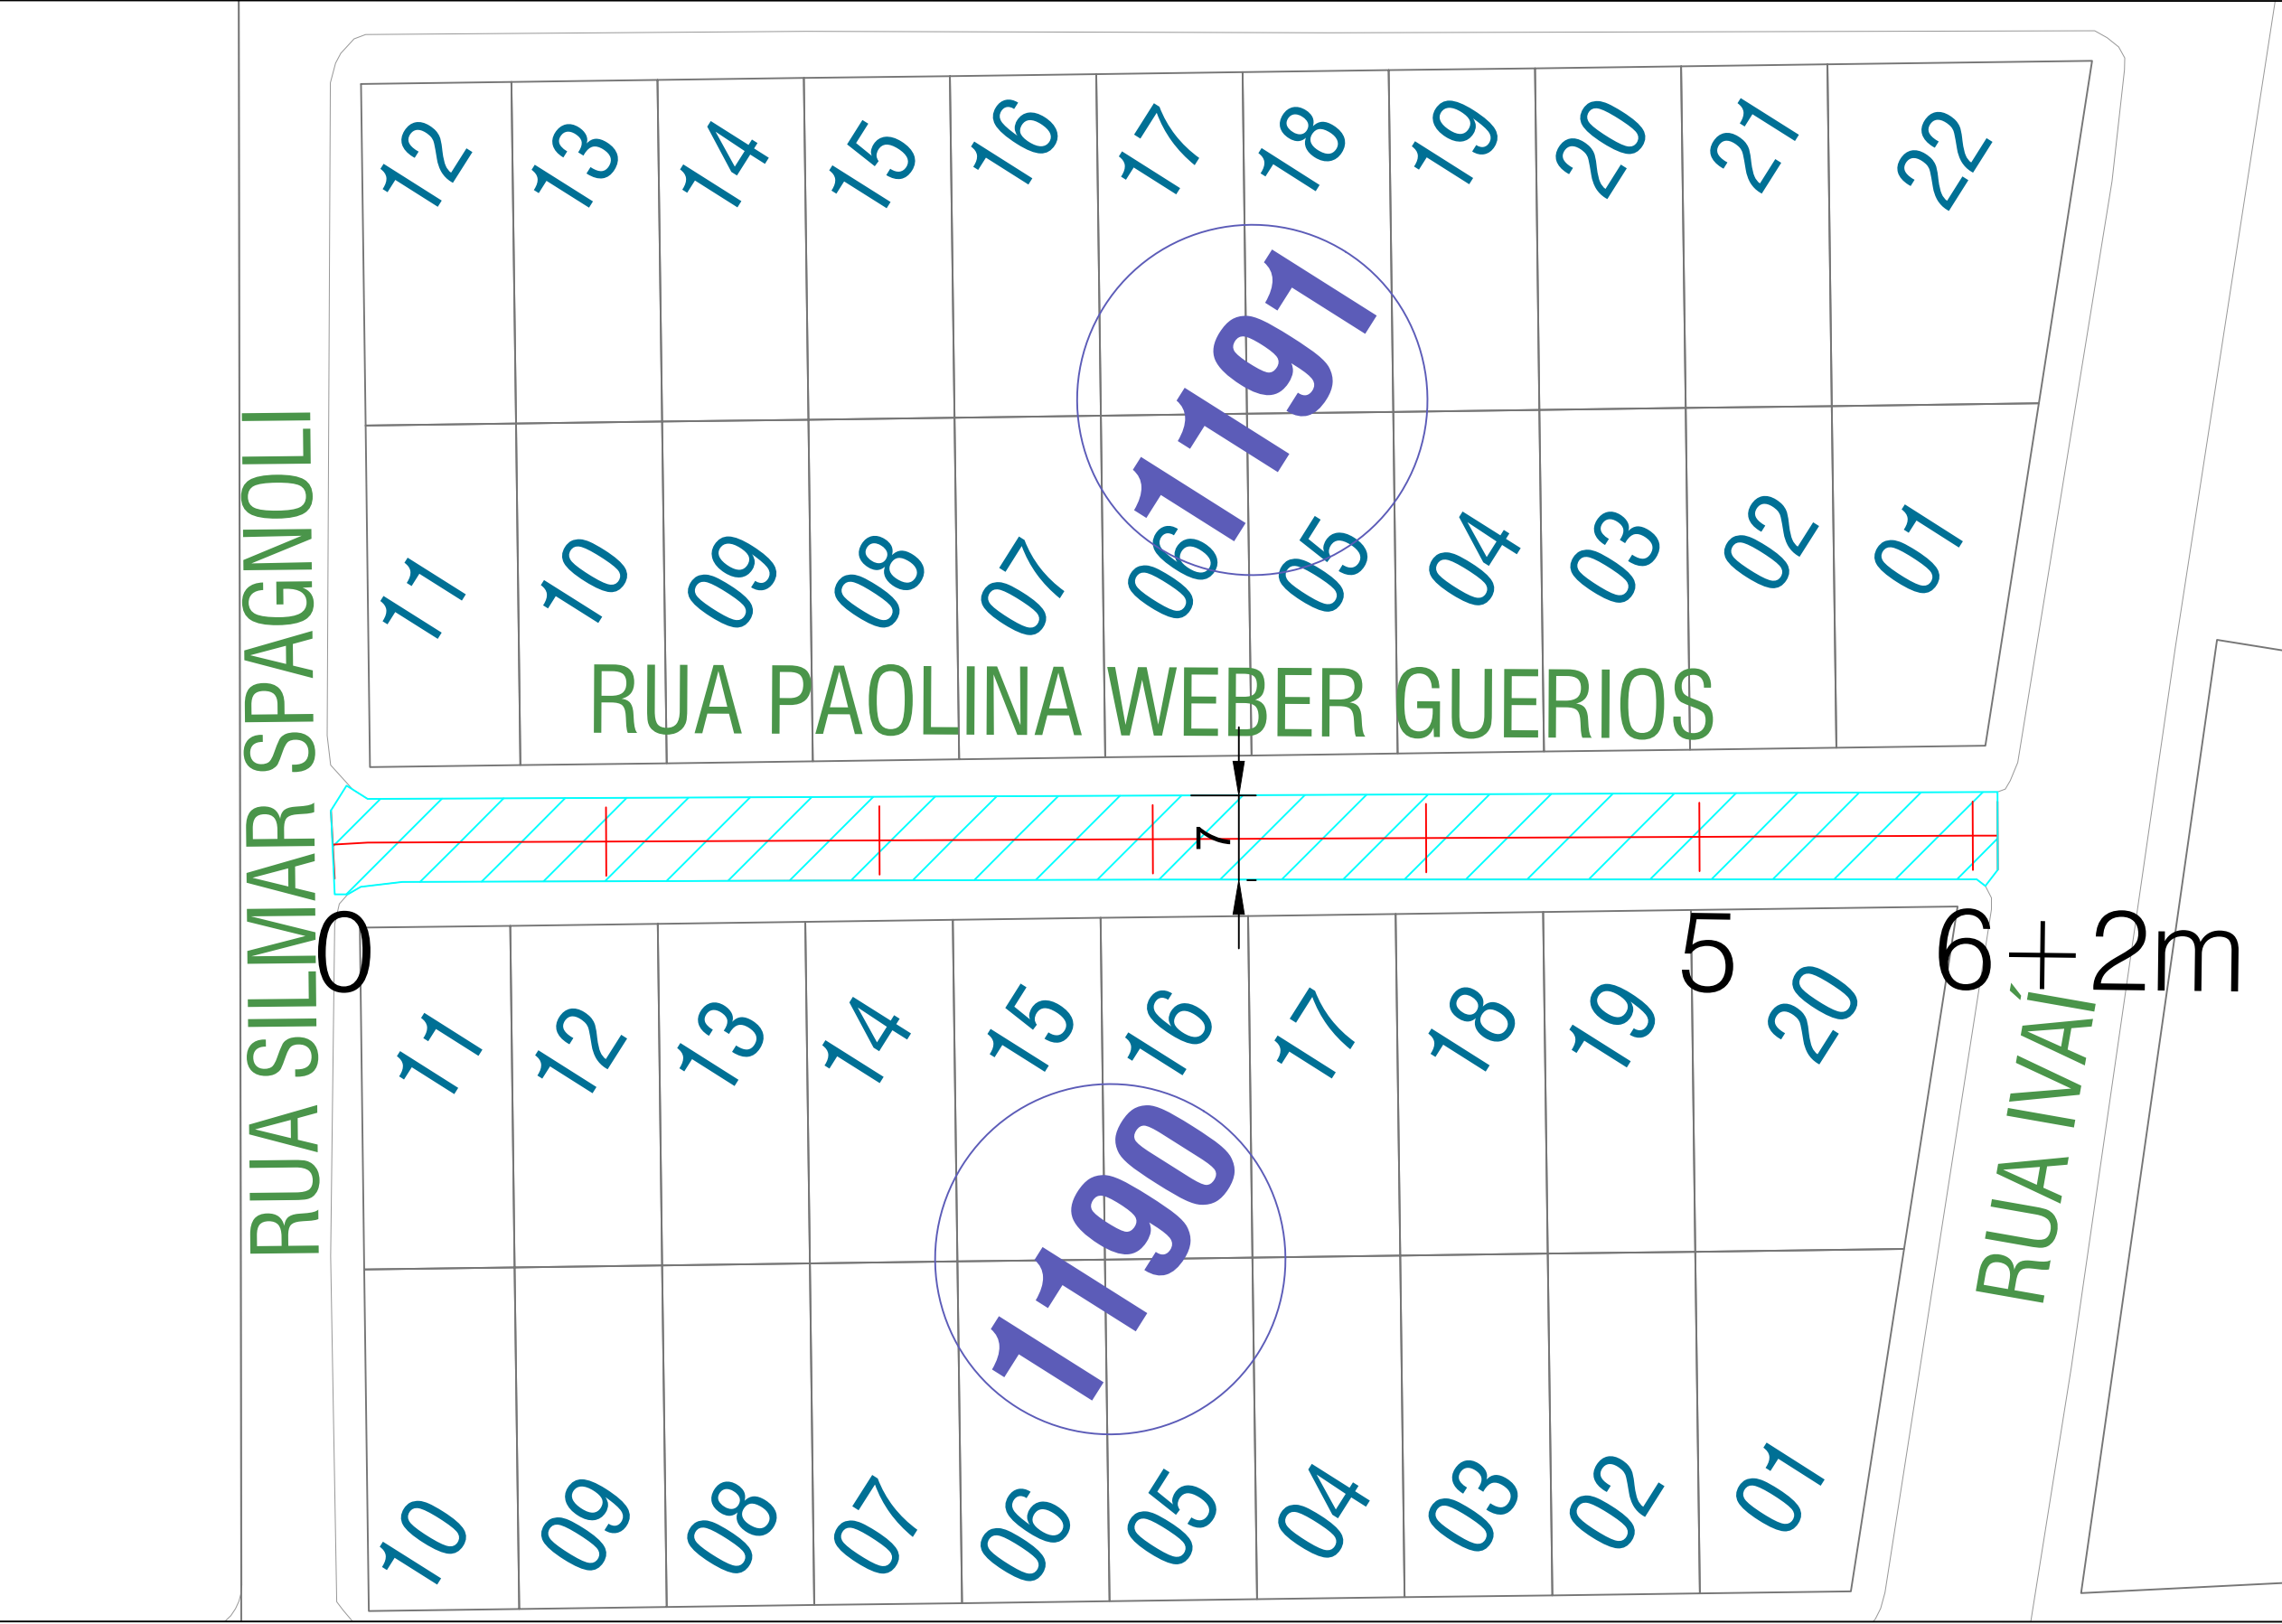 12 13 14 15 16 17 18 19 20 21 22
1191
11 10 09 08 07 06 05 04 03 02 01
RUA PAOLINA WEBER GUERIOS
RUA SILMAR SPAGNOLI
7
0 5 6+2m
11 12 13 14 15 16 17 18 19 20
RUA IVAÍ
1190
10 09 08 07 06 05 04 03 02 01